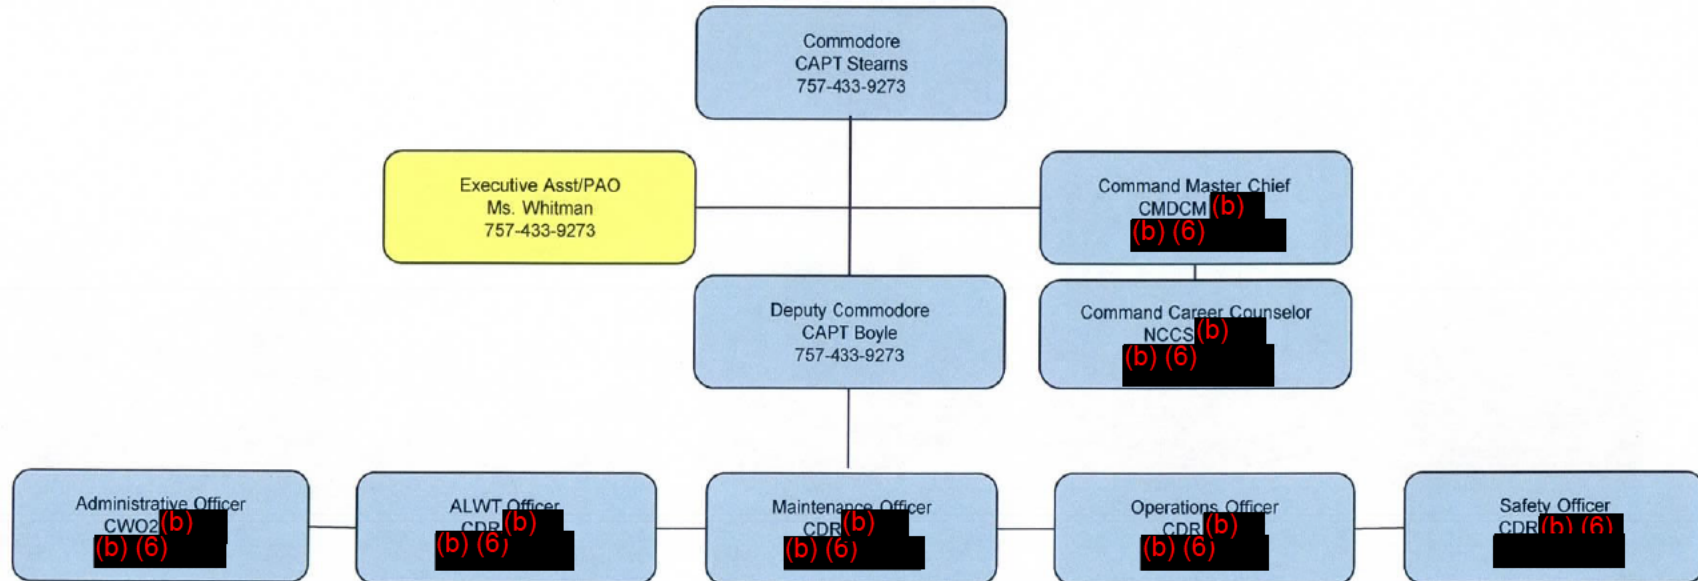 Commodore
CAPT Stearns
757-433-9273
Executive Asst/PAO
Ms. Whitman
757-433-9273
Command Master Chief
CMDCM (b)
(b) (6)
Deputy Commodore
CAPT Boyle
757-433-9273
Command Career Counselor
NCCS (b)
(b) (6)
Administrative Officer
CWO2 (b)
(b) (6)
ALWT Officer
CDR (b)
(b) (6)
Maintenance Officer
CDR (b)
(b) (6)
Operations Officer
CDR (b)
(b) (6)
Safety Officer
CDR (b) (6)